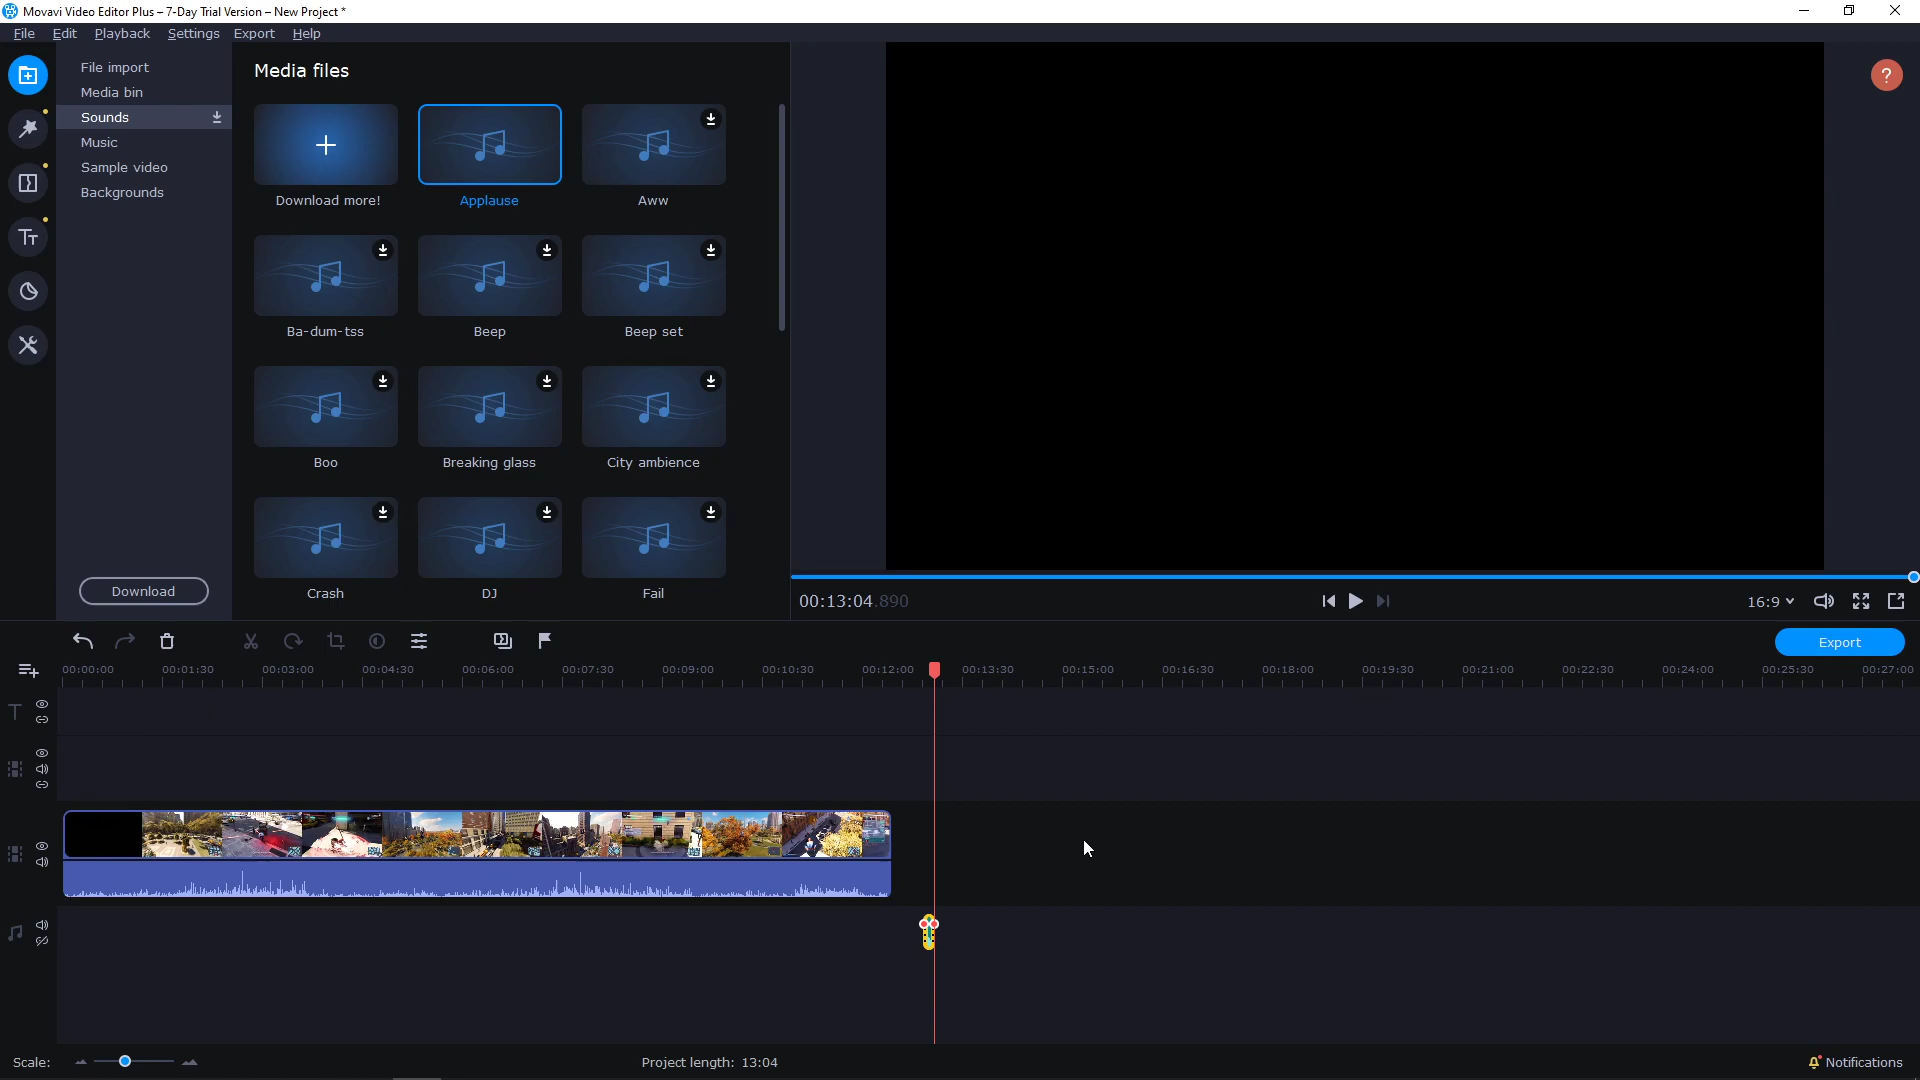 Movavi Video Editor Plus – 7-Day Trial Version – New Project *
File Edit Playback Settings Export Help
File import
Media bin
Sounds
Music
Sample video
Backgrounds
Download
Media files
Download more! Applause Aww
Ba-dum-tss Beep Beep set
Boo Breaking glass City ambience
Crash DJ Fail
?
00:13:04.890
16:9
Export
00:00:00 00:01:30 00:03:00 00:04:30 00:06:00 00:07:30 00:09:00 00:10:30 00:12:00 00:13:30 00:15:00 00:16:30 00:18:00 00:19:30 00:21:00 00:22:30 00:24:00 00:25:30 00:27:00
Scale:
Project length: 13:04
Notifications